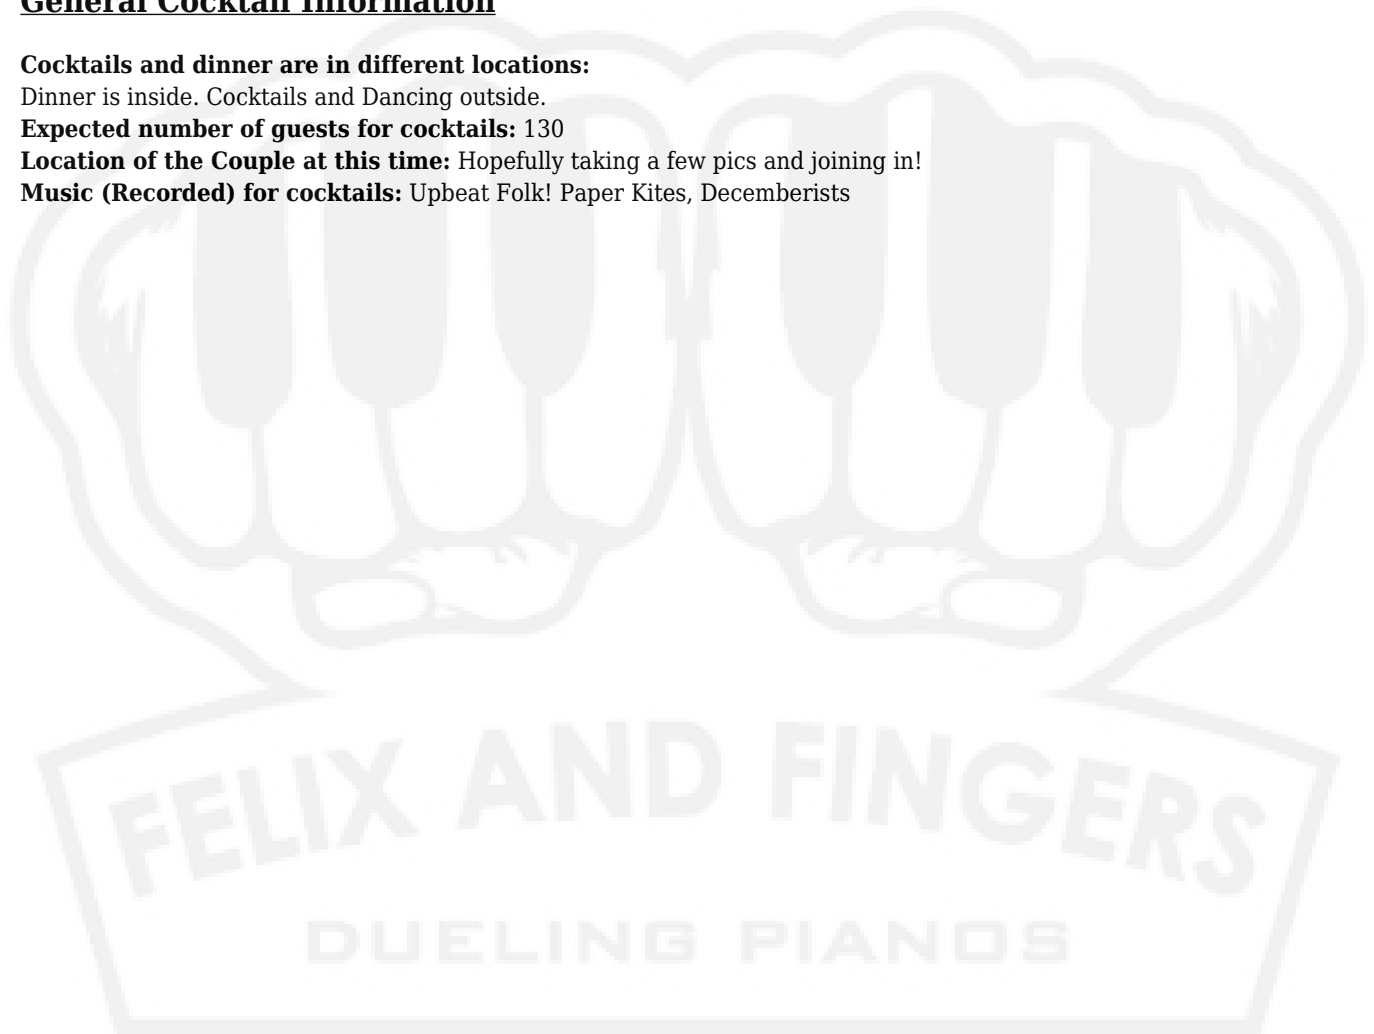 General Cocktail Information
Cocktails and dinner are in different locations:
Dinner is inside. Cocktails and Dancing outside.
Expected number of guests for cocktails: 130
Location of the Couple at this time: Hopefully taking a few pics and joining in!
Music (Recorded) for cocktails: Upbeat Folk! Paper Kites, Decemberists
FELIX AND FINGERS
DUELING PIANOS